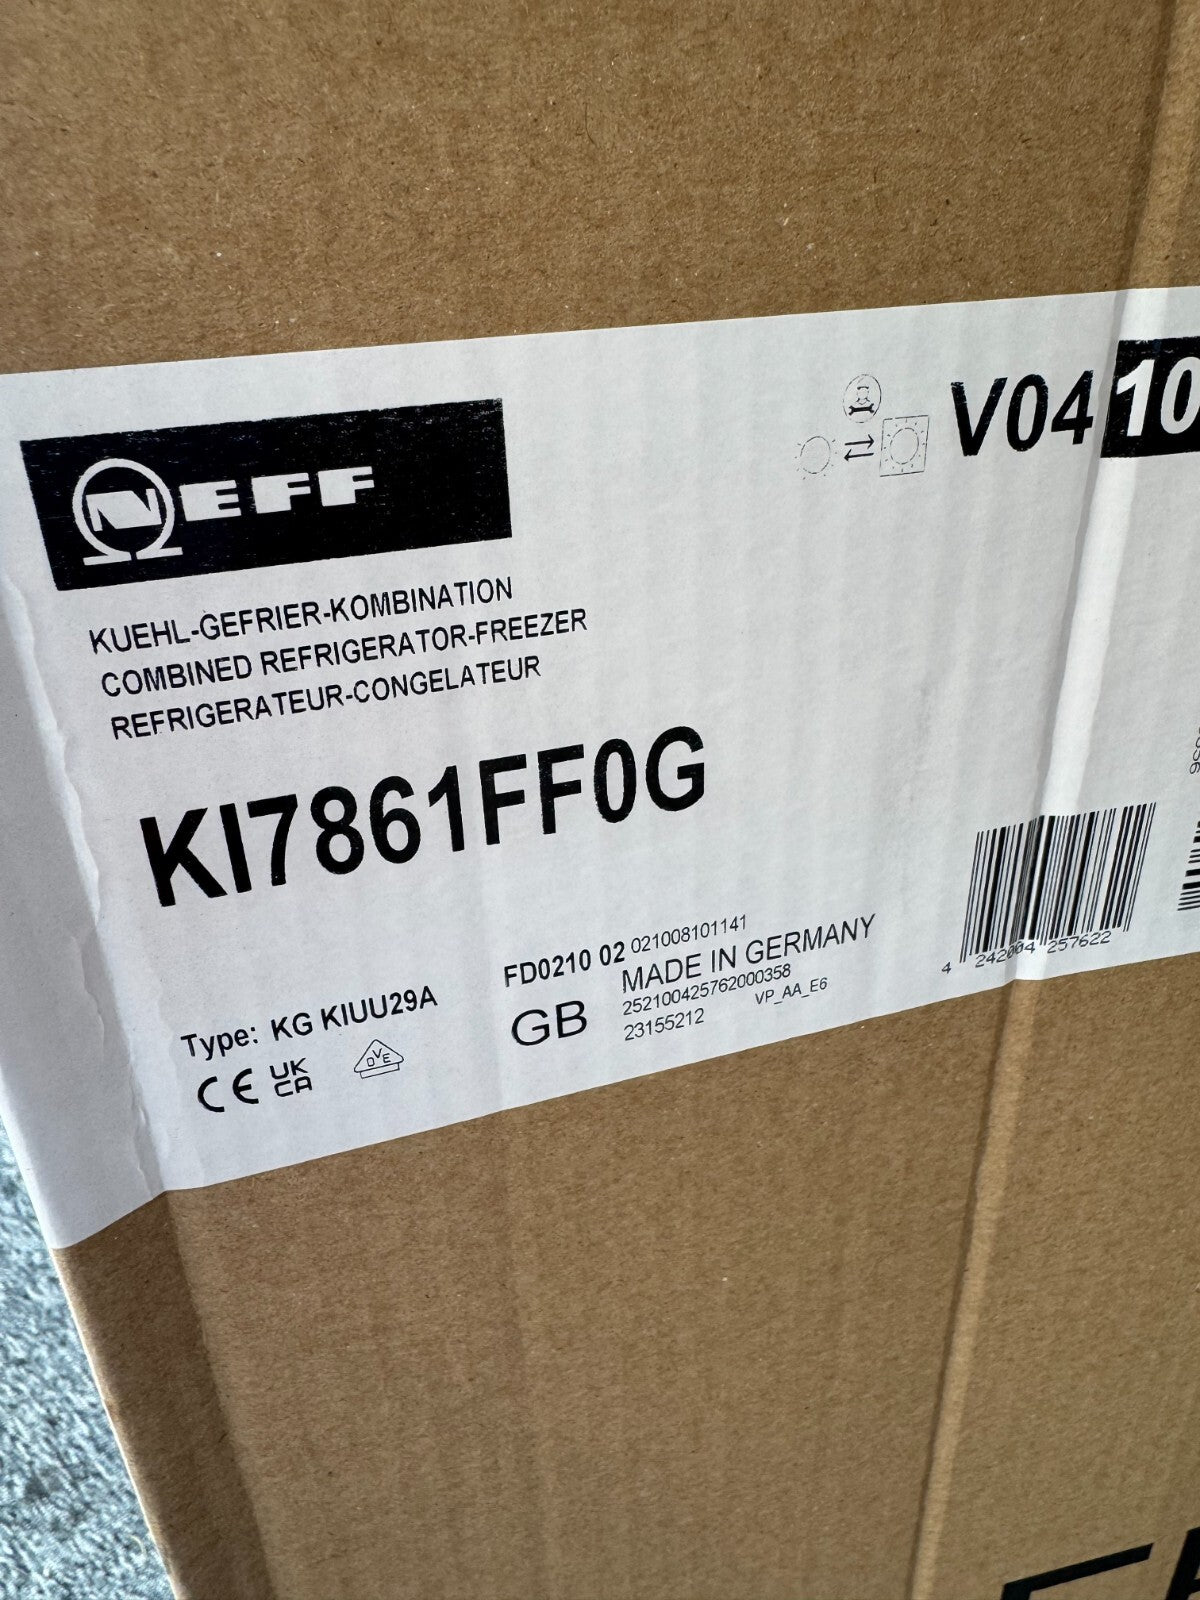 NEFF
V04 10
KUEHL-GEFRIER-KOMBINATION
COMBINED REFRIGERATOR-FREEZER
REFRIGERATEUR-CONGELATEUR
KI7861FF0G
Type: KG KIUU29A
CE UK CA
OVE
FD0210 02 021008101141
GB
MADE IN GERMANY
252100425762000358
23155212
VP_AA_E6
4 242004 257622